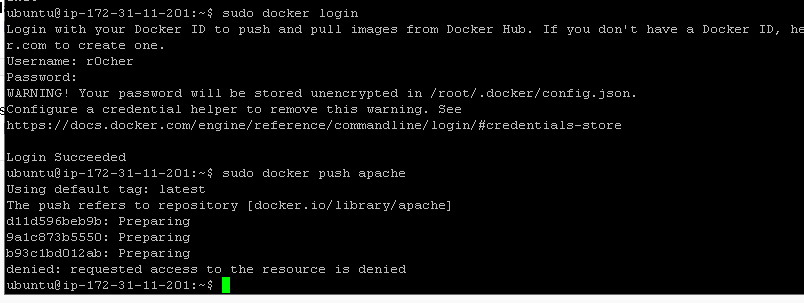 ubuntu@ip-172-31-11-201:~$ sudo docker login
Login with your Docker ID to push and pull images from Docker Hub. If you don't have a Docker ID, he
r.com to create one.
Username: r0cher
Password:
WARNING! Your password will be stored unencrypted in /root/.docker/config.json.
Configure a credential helper to remove this warning. See
https://docs.docker.com/engine/reference/commandline/login/#credentials-store
Login Succeeded
ubuntu@ip-172-31-11-201:~$ sudo docker push apache
Using default tag: latest
The push refers to repository [docker.io/library/apache]
d11d596beb9b: Preparing
9a1c873b5550: Preparing
b93c1bd012ab: Preparing
denied: requested access to the resource is denied
ubuntu@ip-172-31-11-201:~$